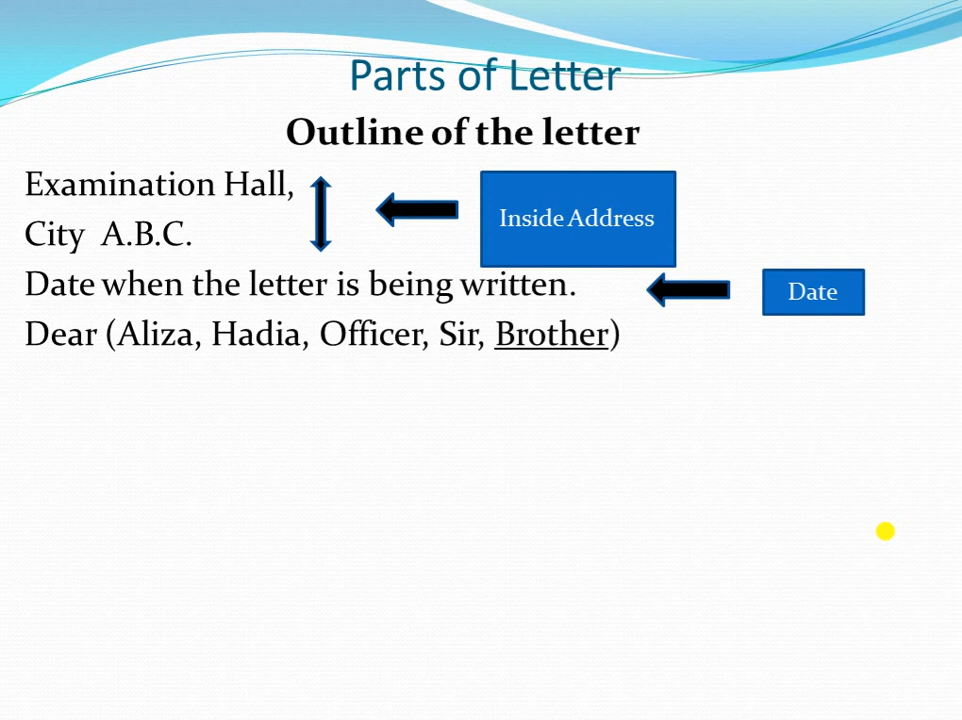 Parts of Letter
Outline of the letter
Examination Hall,
Inside Address
City A.B.C.
Date when the letter is being written.
Date
Dear (Aliza, Hadia, Officer, Sir, Brother)